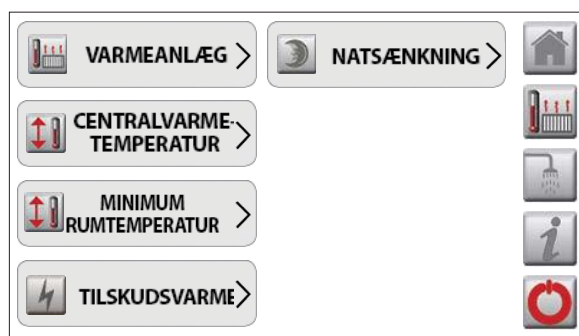 VARMEANLÆG
CENTRALVARME-
TEMPERATUR
MINIMUM
RUMTEMPERATUR
TILSKUDSVARME
NATSÆNKNING